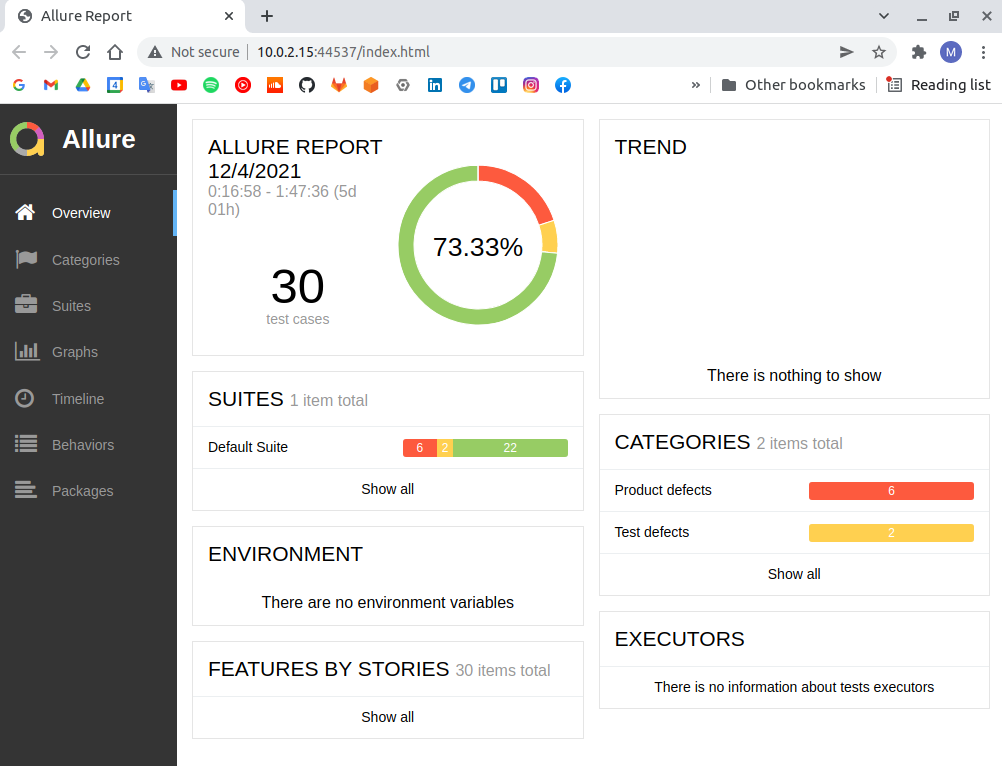 Allure Report
Not secure
10.0.2.15:44537/index.html
M
4
»
Other bookmarks
Reading list
Allure
Overview
Categories
Suites
Graphs
Timeline
Behaviors
Packages
ALLURE REPORT
12/4/2021
0:16:58 - 1:47:36 (5d
01h)
30
test cases
73.33%
SUITES 1 item total
Default Suite 6 2 22
Show all
ENVIRONMENT
There are no environment variables
FEATURES BY STORIES 30 items total
Show all
TREND
There is nothing to show
CATEGORIES 2 items total
Product defects 6
Test defects 2
Show all
EXECUTORS
There is no information about tests executors